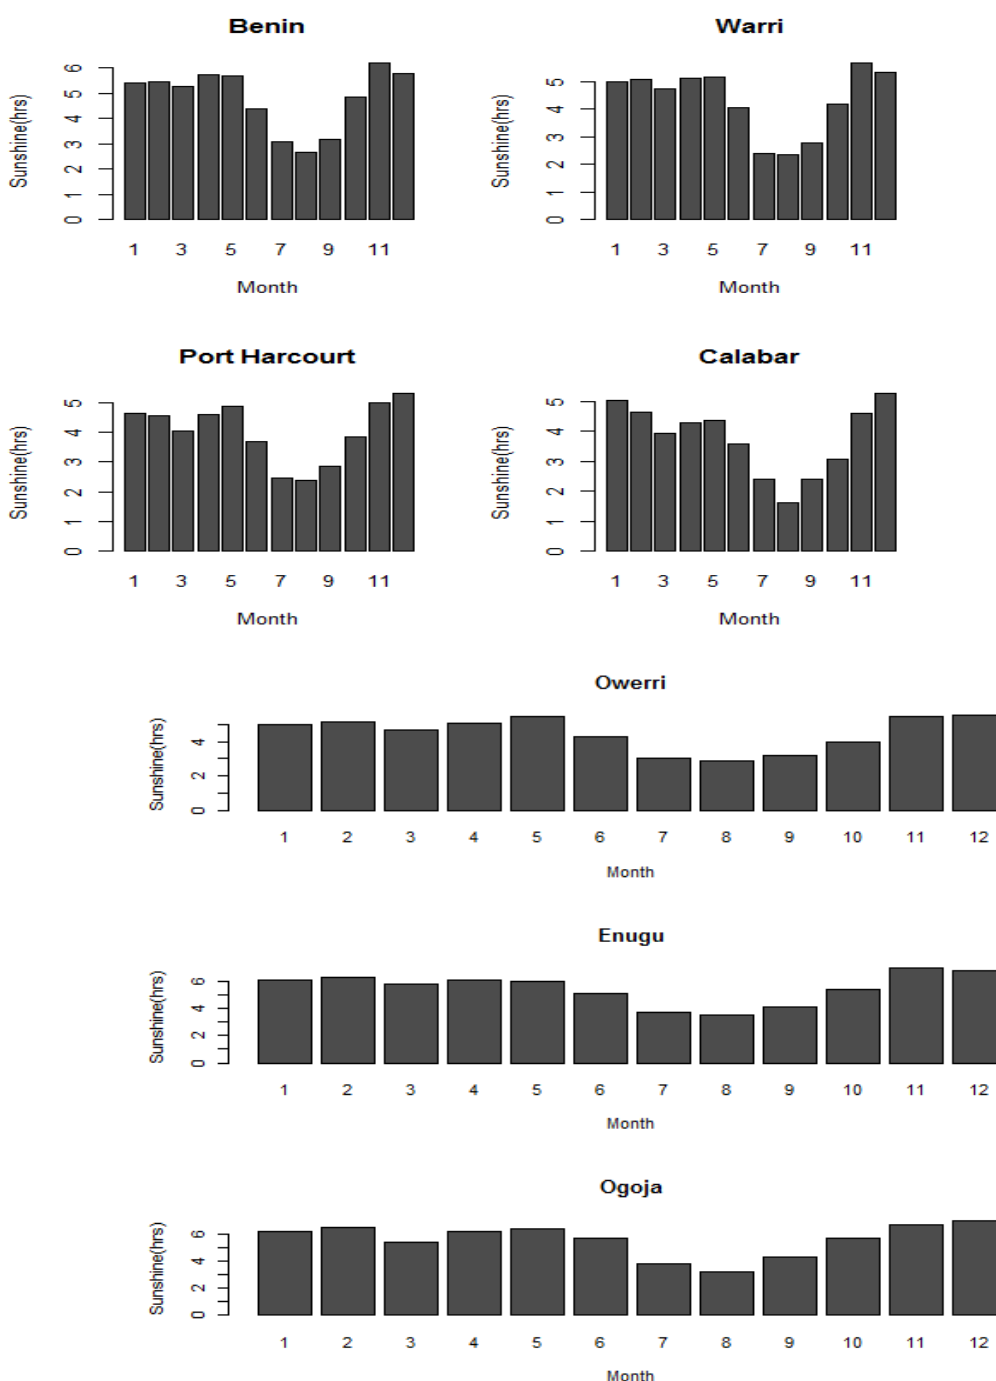 Benin
Sunshine(hrs)
0 1 2 3 4 5 6
1 3 5 7 9 11
Month
Warri
Sunshine(hrs)
0 1 2 3 4 5
1 3 5 7 9 11
Month
Port Harcourt
Sunshine(hrs)
0 1 2 3 4 5
1 3 5 7 9 11
Month
Calabar
Sunshine(hrs)
0 1 2 3 4 5
1 3 5 7 9 11
Month
Owerri
Sunshine(hrs)
0 2 4
1 2 3 4 5 6 7 8 9 10 11 12
Month
Enugu
Sunshine(hrs)
0 2 4 6
1 2 3 4 5 6 7 8 9 10 11 12
Month
Ogoja
Sunshine(hrs)
0 2 4 6
1 2 3 4 5 6 7 8 9 10 11 12
Month